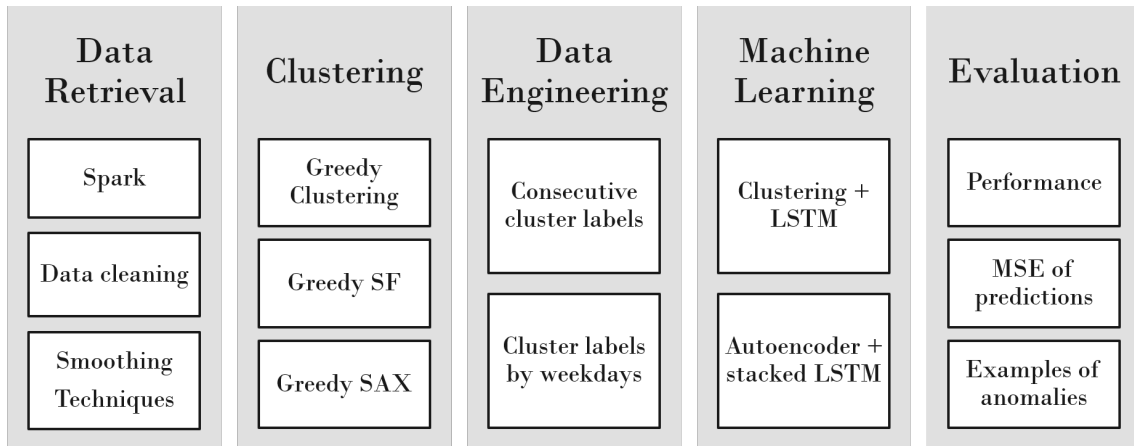 Data
Retrieval
Spark
Data cleaning
Smoothing
Techniques
Clustering
Greedy
Clustering
Greedy SF
Greedy SAX
Data
Engineering
Consecutive
cluster labels
Cluster labels
by weekdays
Machine
Learning
Clustering +
LSTM
Autoencoder +
stacked LSTM
Evaluation
Performance
MSE of
predictions
Examples of
anomalies